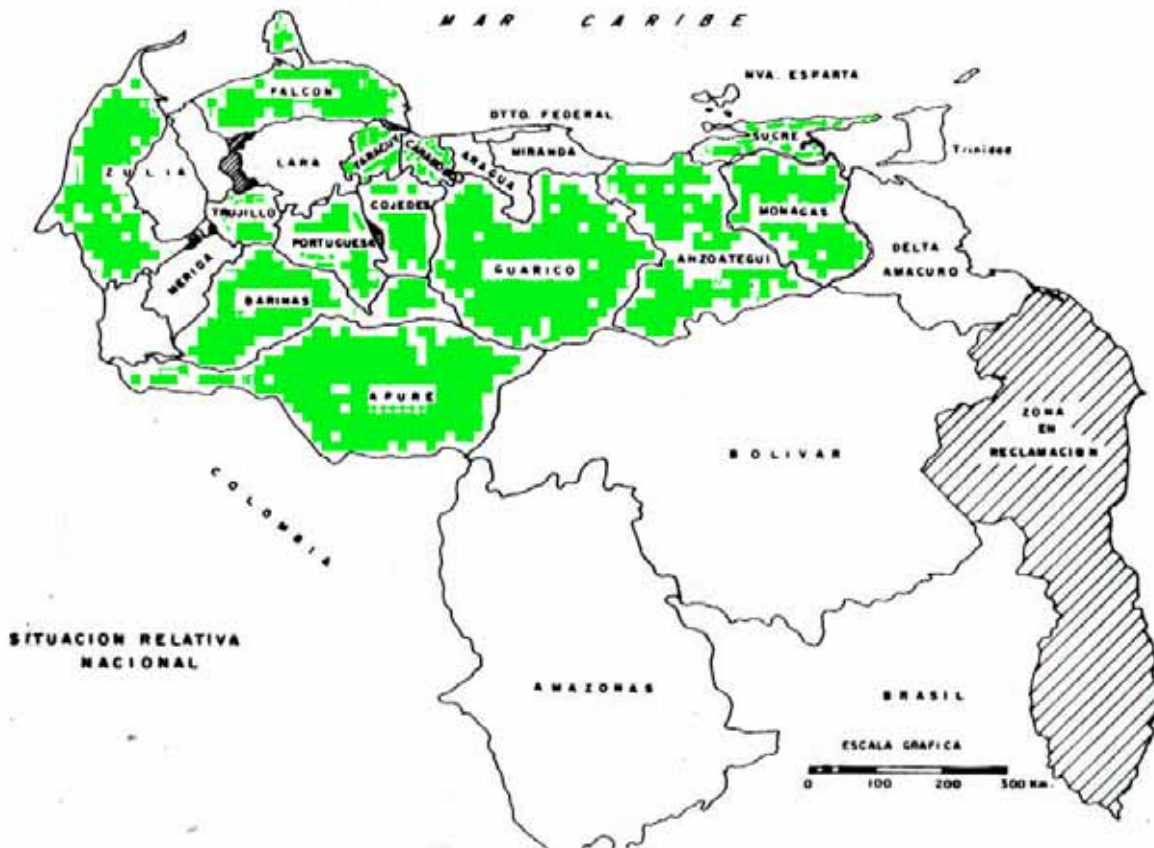 MAR CARIBE
NVA. ESPARTA
FALCON
DTTO. FEDERAL
SUCRE
Trinidad
LARA
YARACUY
CARABOBO
ARAGUA
MIRANDA
ZULIA
TRUJILLO
COJEDES
MONAGAS
PORTUGUESA
DELTA
AMACURO
MERIDA
GUARICO
ANZOATEGUI
BARINAS
APURE
ZONA
EN
RECLAMACION
BOLIVAR
COLOMBIA
SITUACION RELATIVA
NACIONAL
AMAZONAS
BRASIL
ESCALA GRAFICA
0 100 200 300 Km.